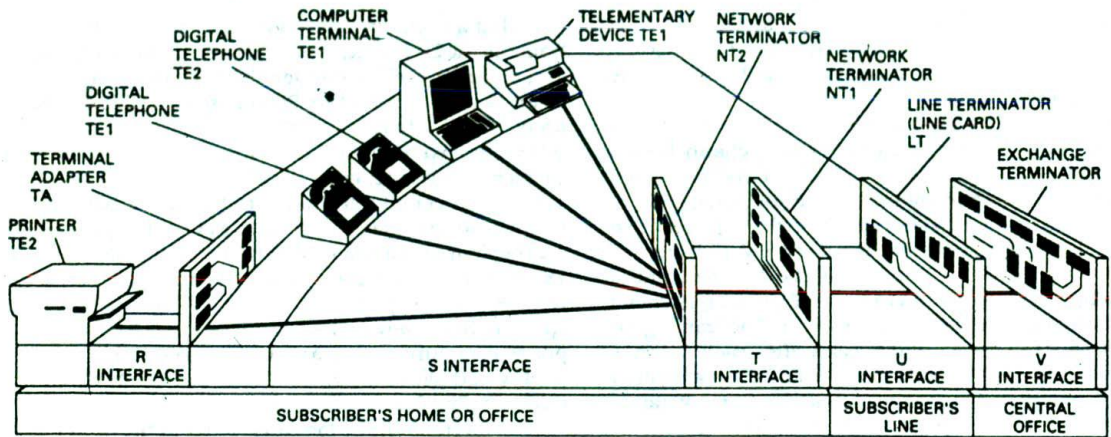 COMPUTER
TERMINAL
TE1
TELEMENTARY
DEVICE TE1
NETWORK
TERMINATOR
NT2
DIGITAL
TELEPHONE
TE2
NETWORK
TERMINATOR
NT1
DIGITAL
TELEPHONE
TE1
LINE TERMINATOR
(LINE CARD)
LT
TERMINAL
ADAPTER
TA
EXCHANGE
TERMINATOR
PRINTER
TE2
R
INTERFACE
S INTERFACE
T
INTERFACE
U
INTERFACE
V
INTERFACE
SUBSCRIBER'S HOME OR OFFICE
SUBSCRIBER'S
LINE
CENTRAL
OFFICE